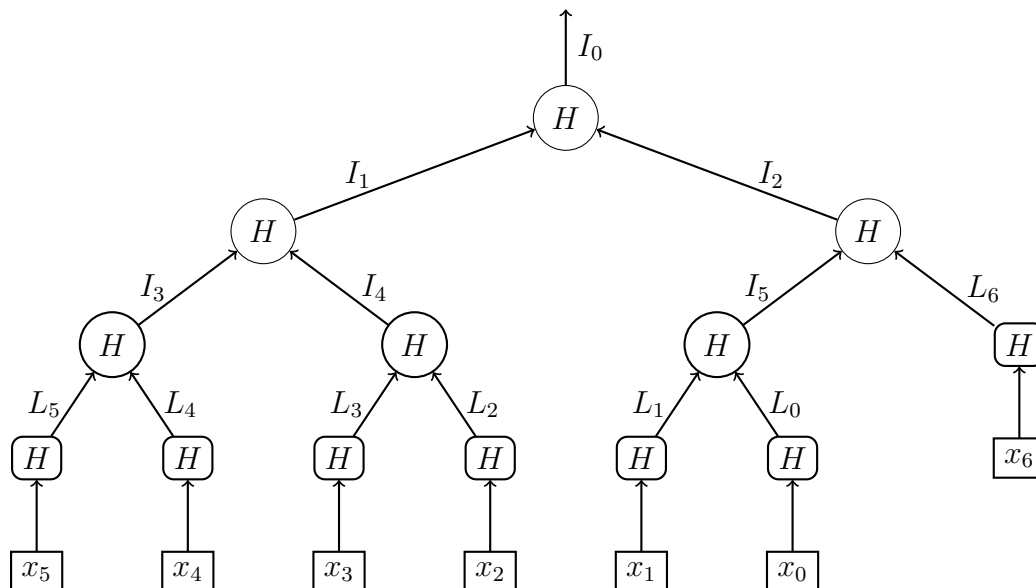 I_0
H
I_1 I_2
H H
I_3 I_4 I_5 L_6
H H H H
L_5 L_4 L_3 L_2 L_1 L_0
H H H H H H
x_6
x_5 x_4 x_3 x_2 x_1 x_0